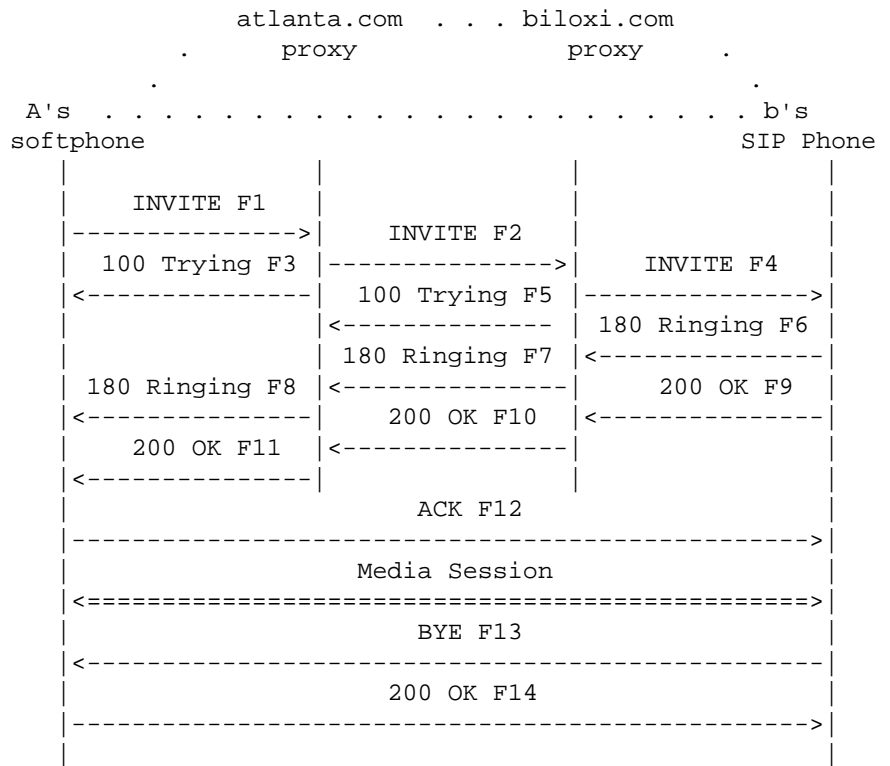 atlanta.com . . . biloxi.com
. proxy proxy .
. .
A's . . . . . . . . . . . . . . . . . . . . . . b's
softphone SIP Phone
| | | |
| INVITE F1 | | |
|--------------->| INVITE F2 | |
| 100 Trying F3 |--------------->| INVITE F4 |
|<---------------| 100 Trying F5 |--------------->|
| |<-------------- | 180 Ringing F6 |
| | 180 Ringing F7 |<---------------|
| 180 Ringing F8 |<---------------| 200 OK F9 |
|<---------------| 200 OK F10 |<---------------|
| 200 OK F11 |<---------------| |
|<---------------| | |
| ACK F12 |
|------------------------------------------------->|
| Media Session |
|<================================================>|
| BYE F13 |
|<-------------------------------------------------|
| 200 OK F14 |
|------------------------------------------------->|
| |